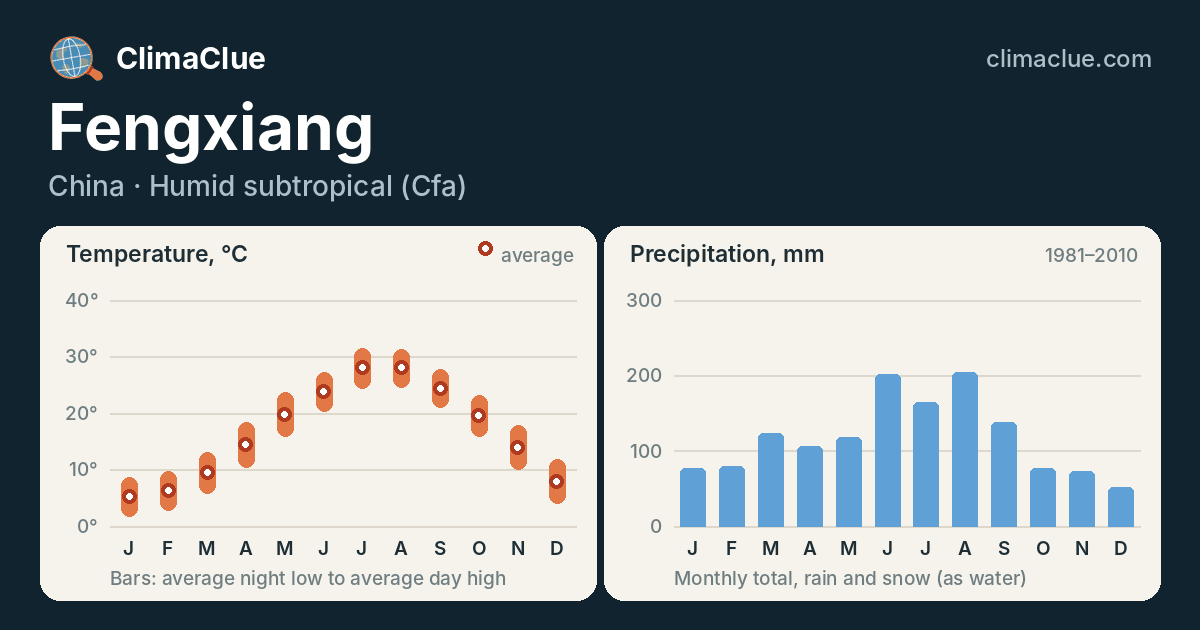 ClimaClue
climaclue.com
Fengxiang
China · Humid subtropical (Cfa)
Temperature, °C
average
40°
30°
20°
10°
0°
J F M A M J J A S O N D
Bars: average night low to average day high
Precipitation, mm
1981–2010
300
200
100
0
J F M A M J J A S O N D
Monthly total, rain and snow (as water)